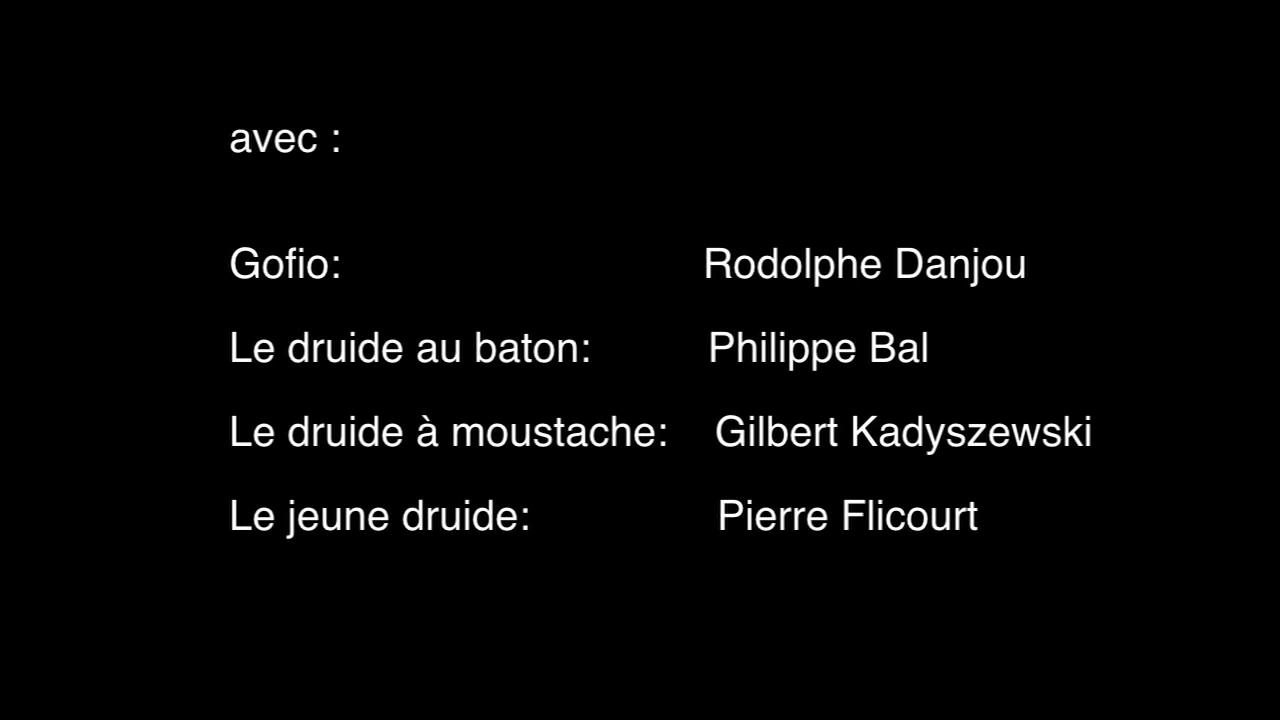 avec :
Gofio: Rodolphe Danjou
Le druide au baton: Philippe Bal
Le druide à moustache: Gilbert Kadyszewski
Le jeune druide: Pierre Flicourt